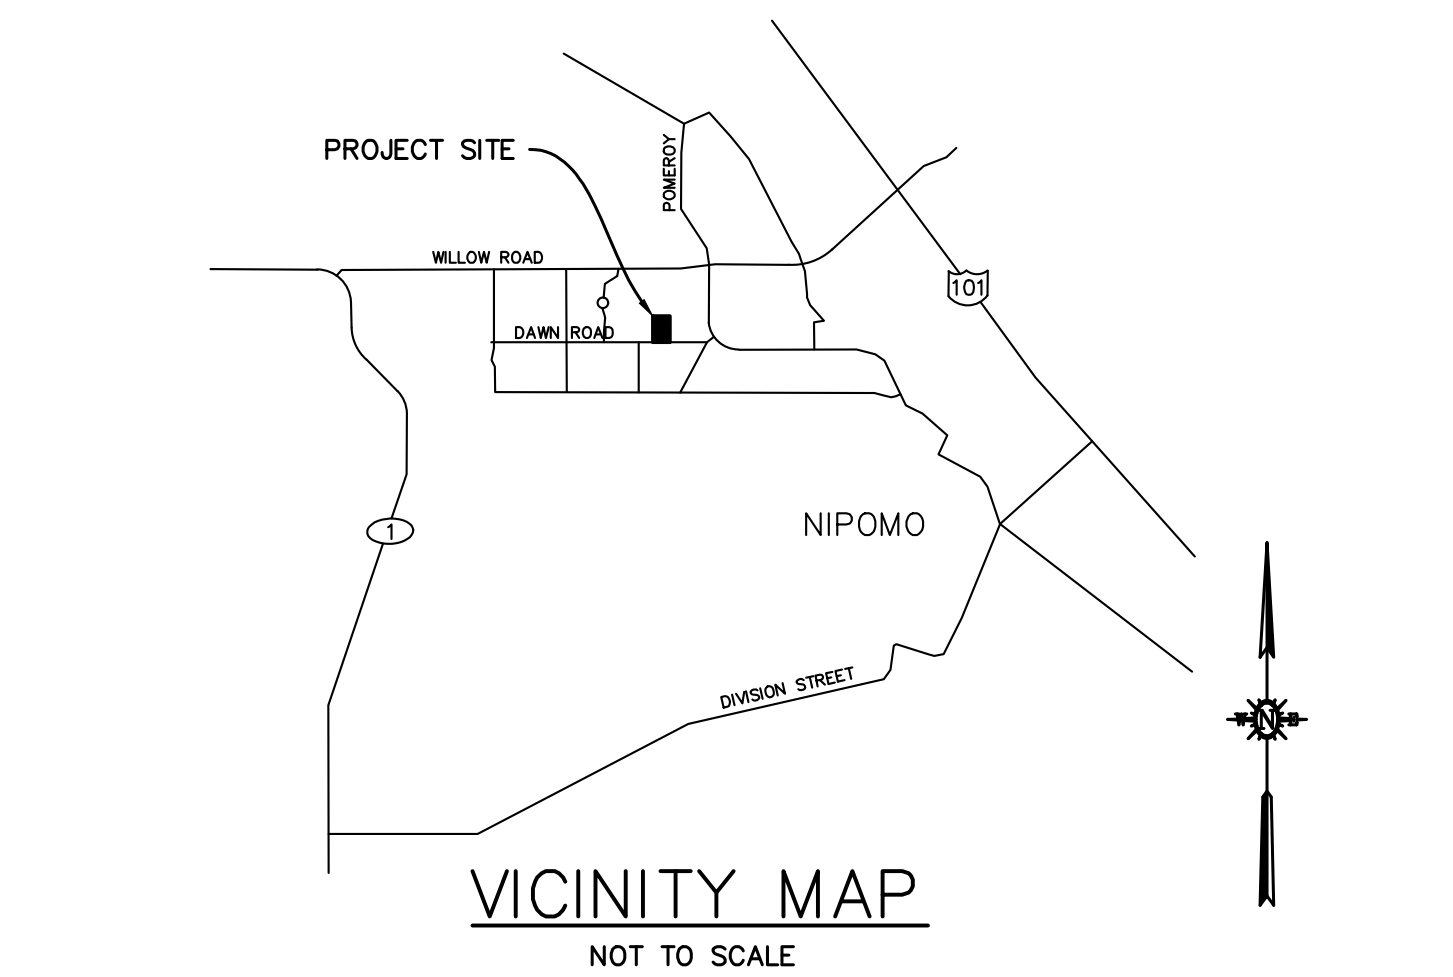 POMEROY
PROJECT SITE
WILLOW ROAD
101
DAWN ROAD
NIPOMO
1
DIVISION STREET
W N E
VICINITY MAP
NOT TO SCALE